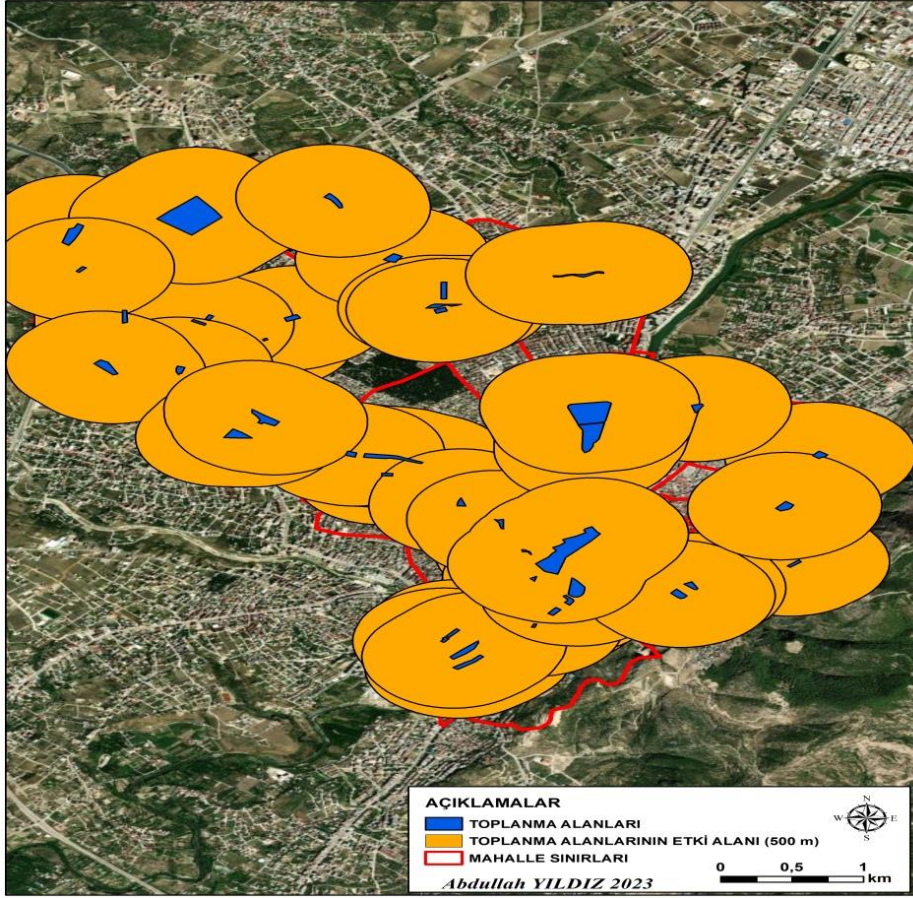 AÇIKLAMALAR
TOPLANMA ALANLARI
TOPLANMA ALANLARININ ETKİ ALANI (500 m)
MAHALLE SINIRLARI
Abdullah YILDIZ 2023
N
W E
S
0 0,5 1
km